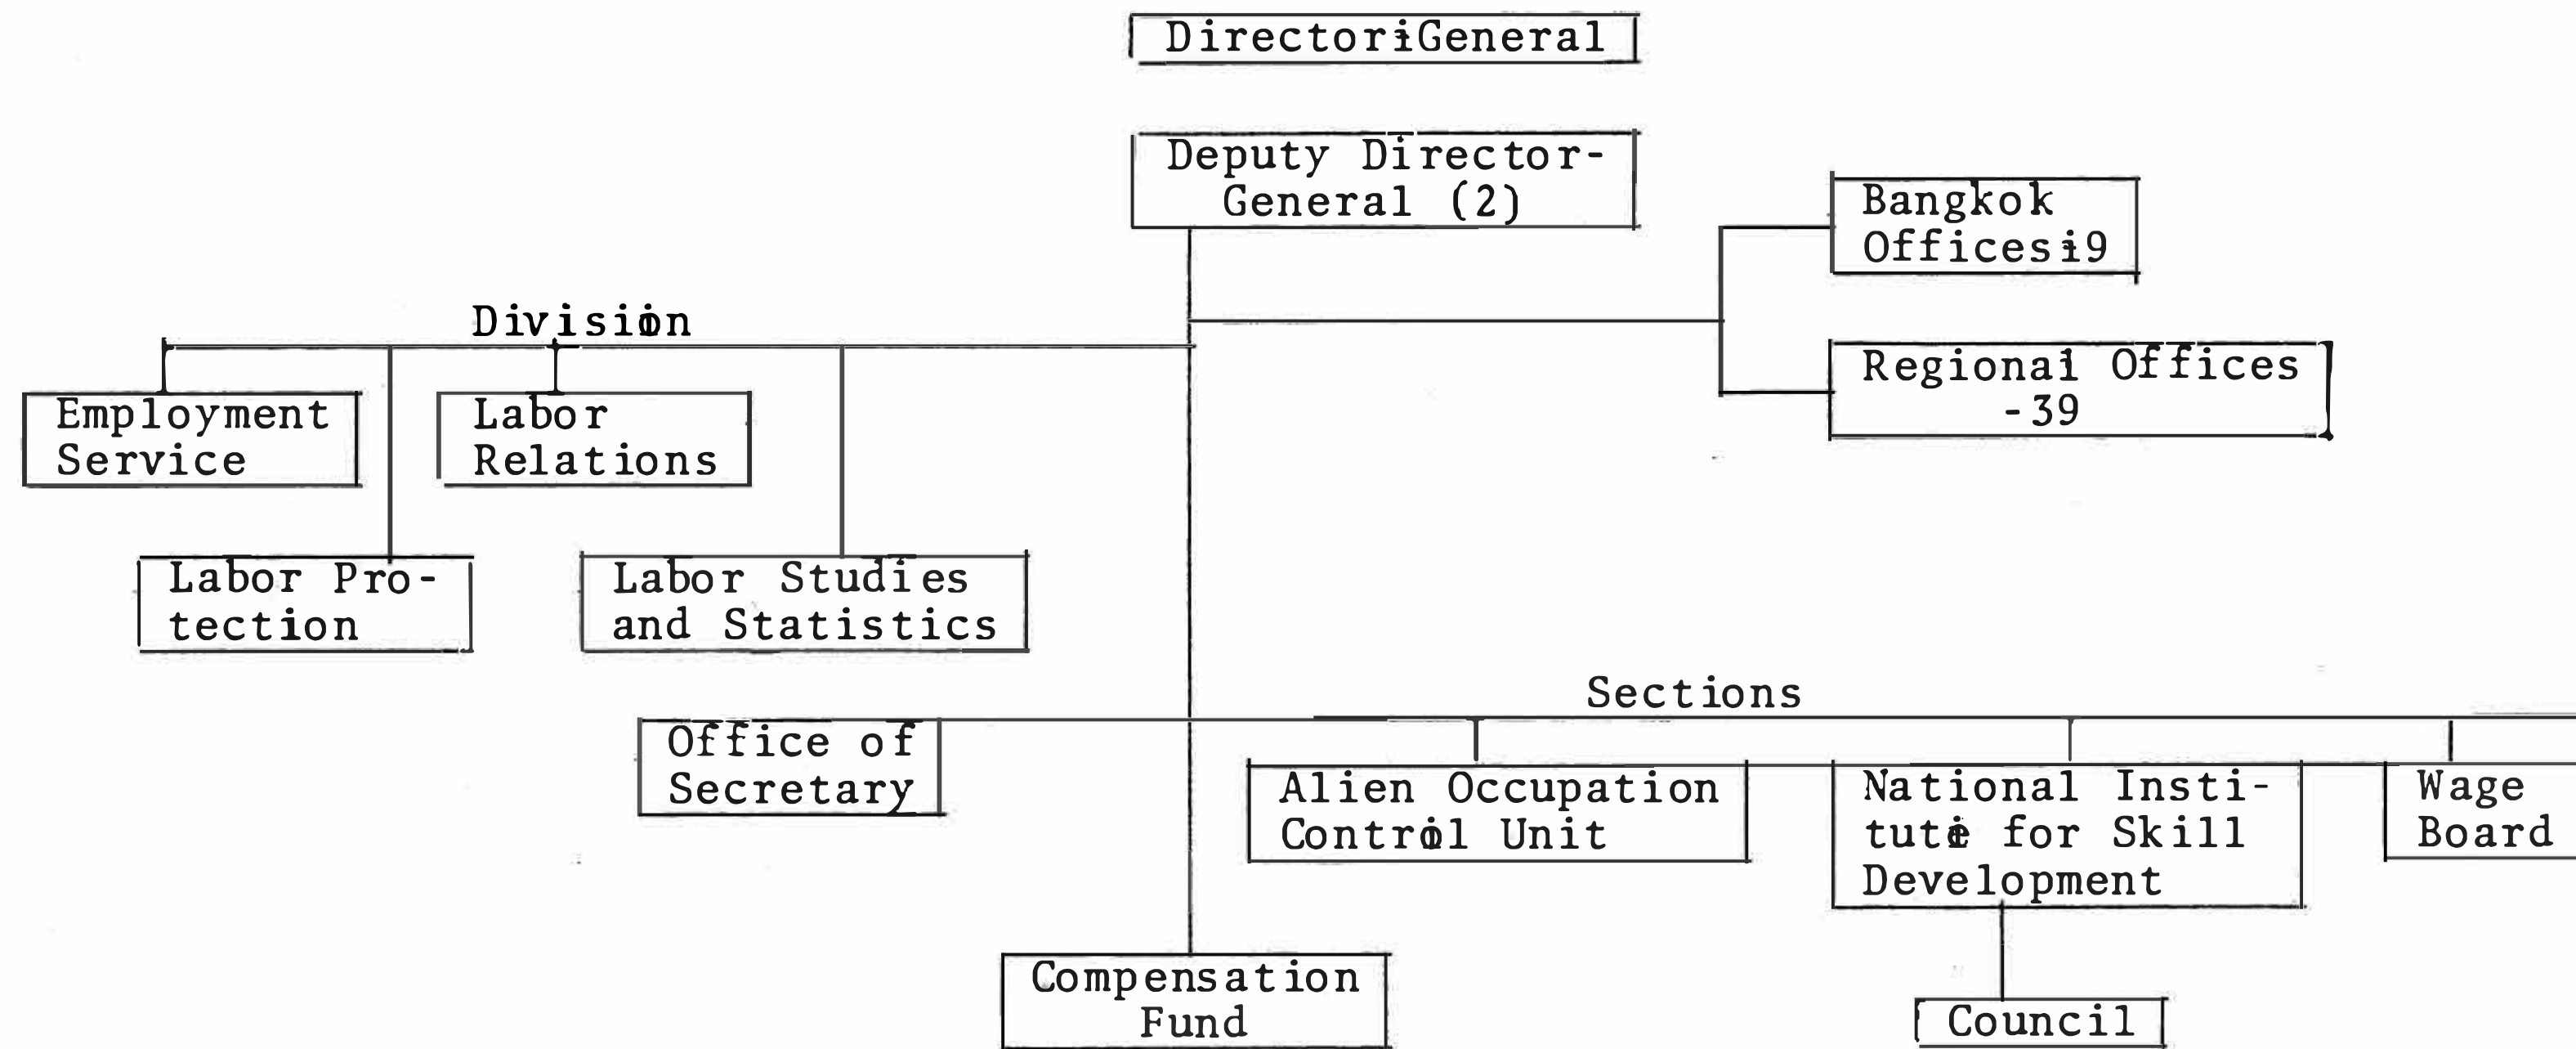 Director-General
Deputy Director-
General (2)
Bangkok
Offices-9
Division
Regional Offices
-39
Employment
Service
Labor
Relations
Labor Pro-
tection
Labor Studies
and Statistics
Sections
Office of
Secretary
Alien Occupation
Control Unit
National Insti-
tute for Skill
Development
Wage
Board
Compensation
Fund
Council